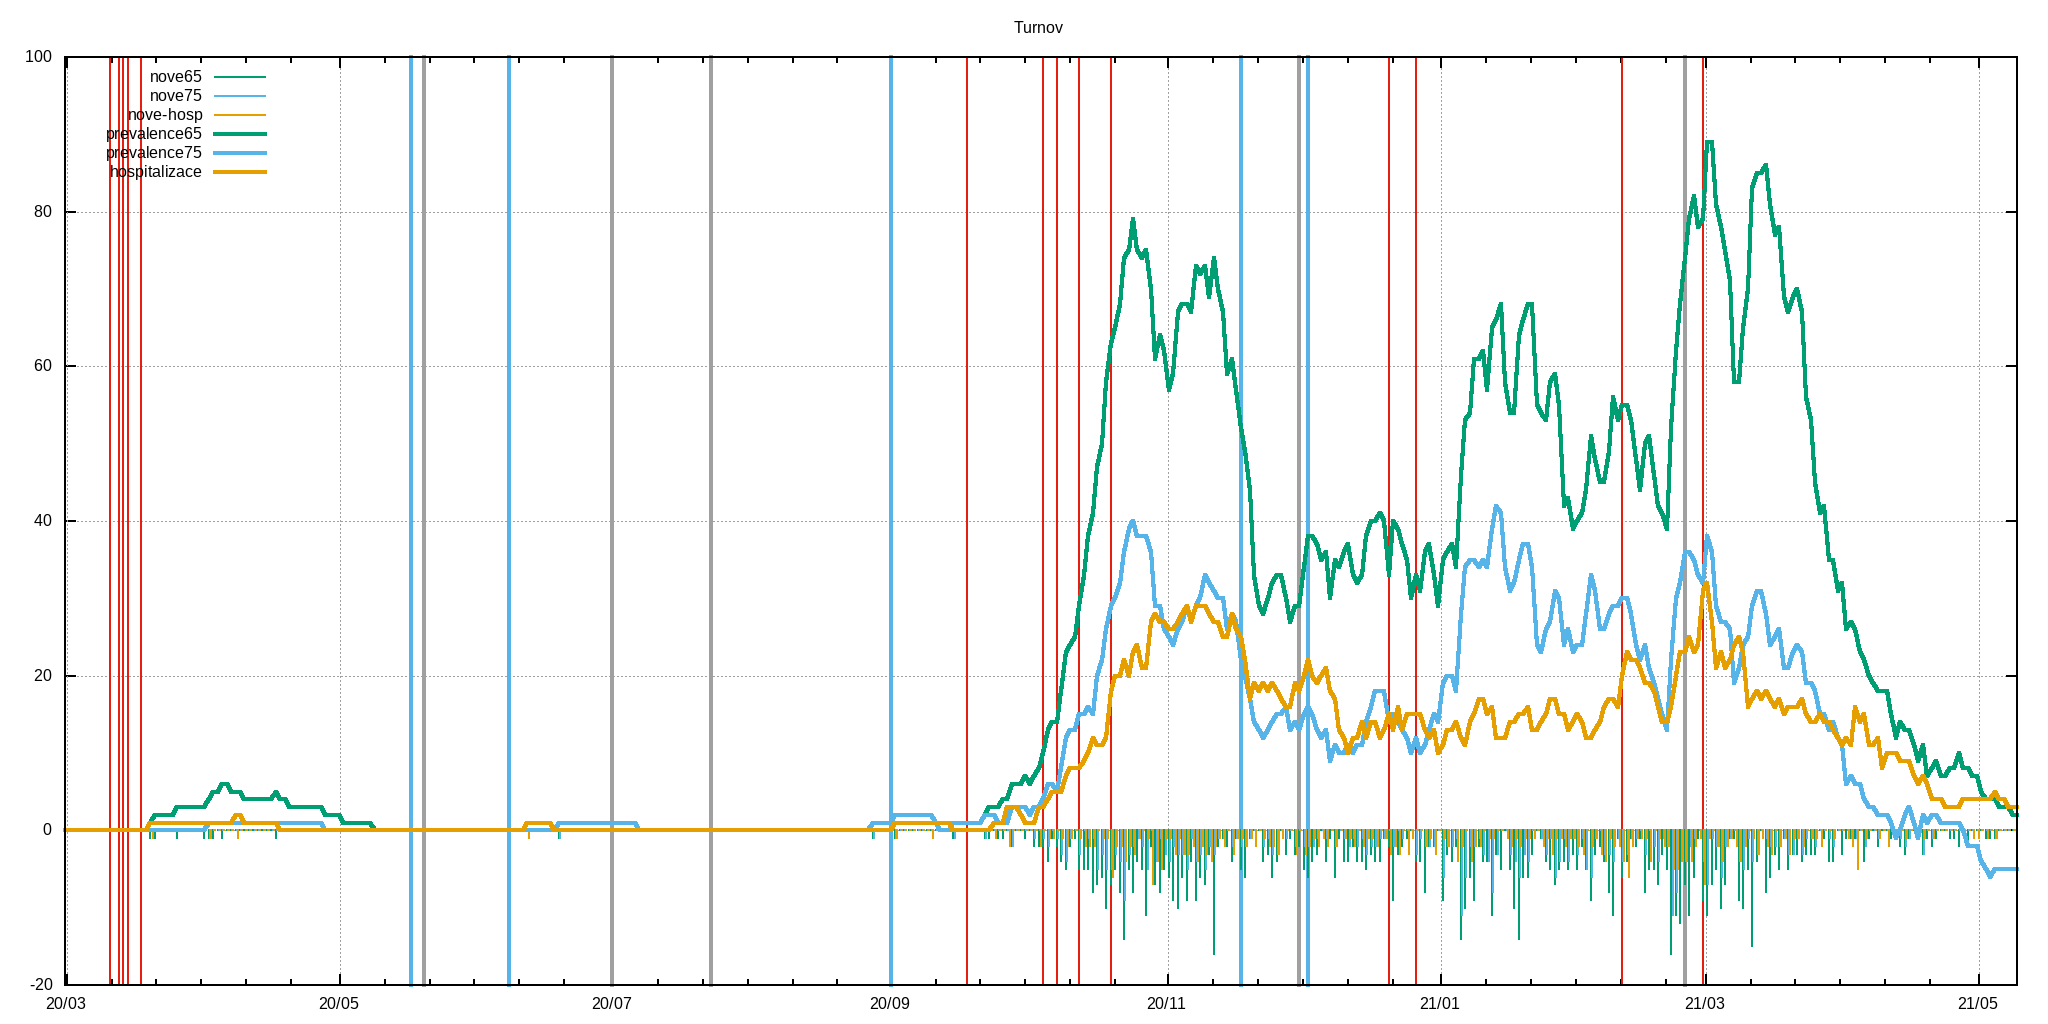 Turnov
nove65
nove75
nove-hosp
prevalence65
prevalence75
hospitalizace
100
80
60
40
20
0
-20
20/03 20/05 20/07 20/09 20/11 21/01 21/03 21/05